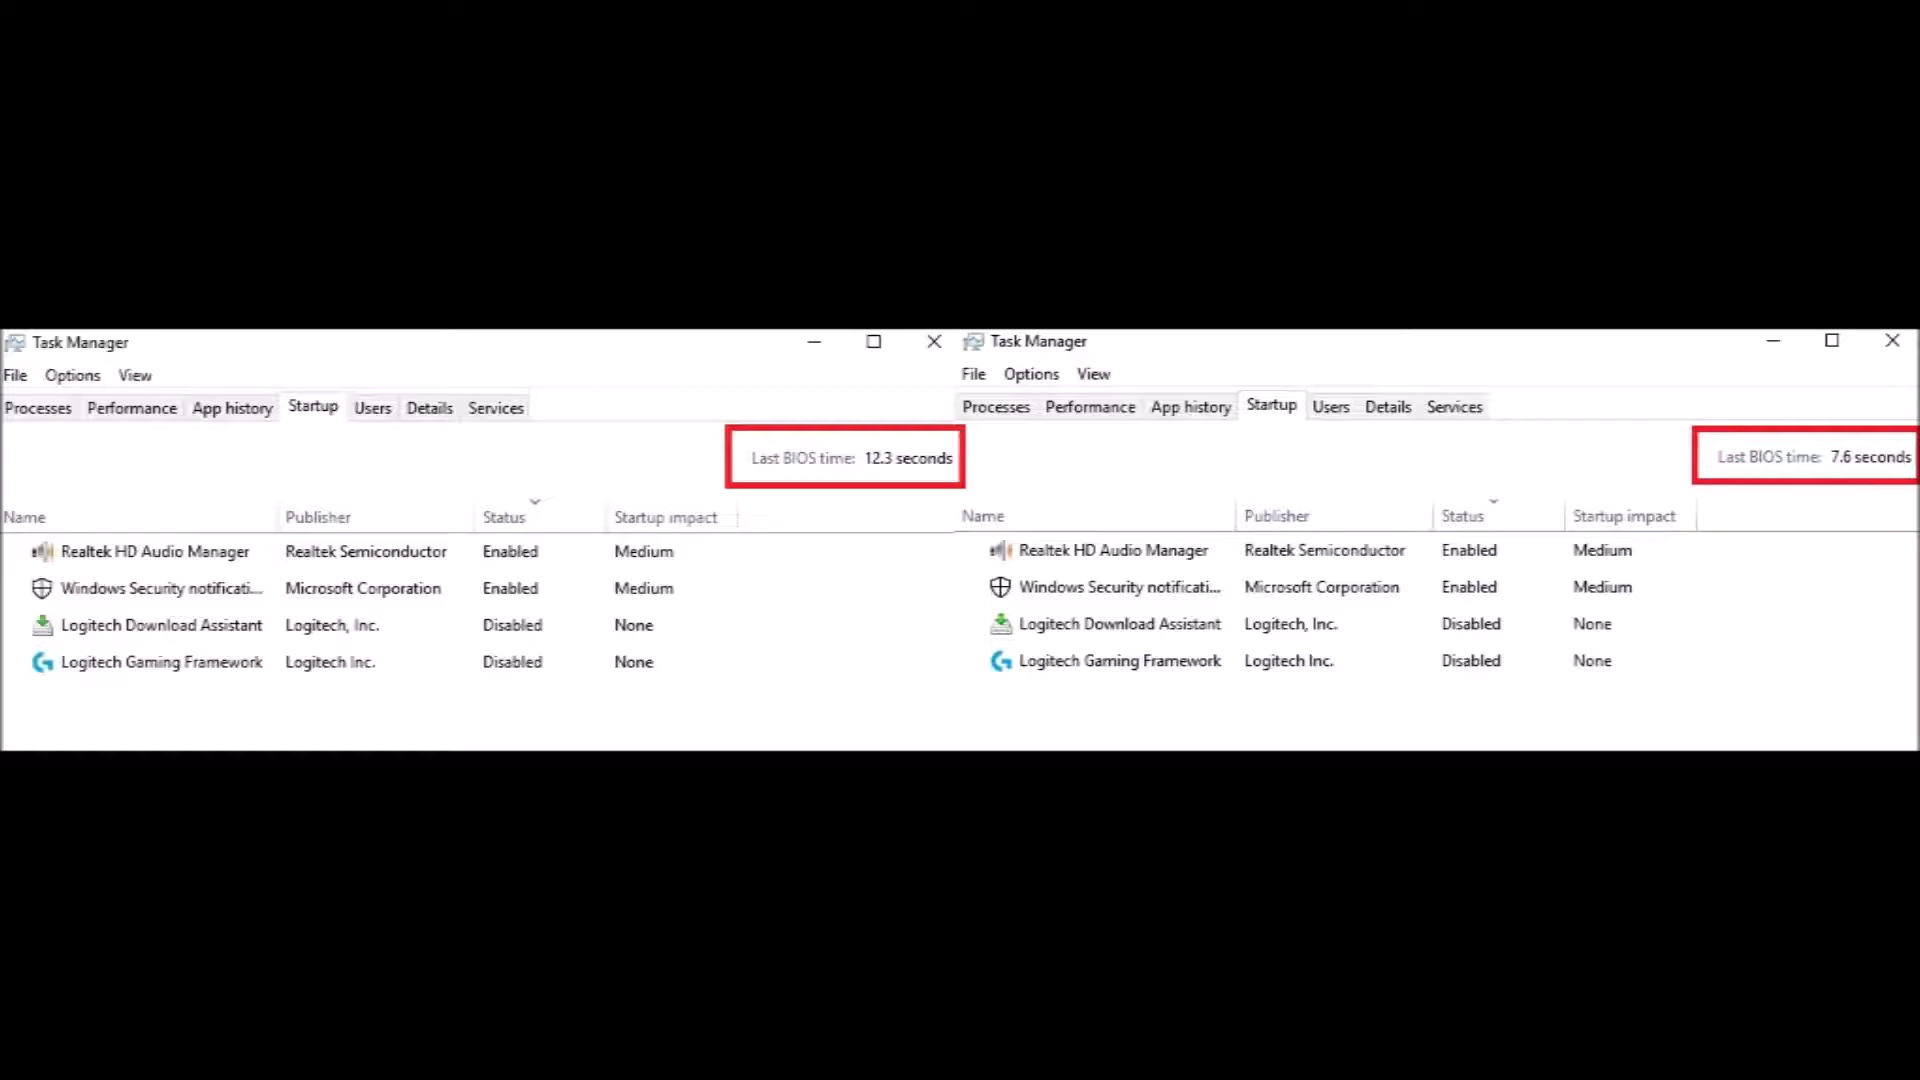 Task Manager
File Options View
Processes Performance App history Startup Users Details Services
Last BIOS time: 12.3 seconds
Name Publisher Status Startup impact
Realtek HD Audio Manager Realtek Semiconductor Enabled Medium
Windows Security notificati... Microsoft Corporation Enabled Medium
Logitech Download Assistant Logitech, Inc. Disabled None
Logitech Gaming Framework Logitech Inc. Disabled None
Task Manager
File Options View
Processes Performance App history Startup Users Details Services
Last BIOS time: 7.6 seconds
Name Publisher Status Startup impact
Realtek HD Audio Manager Realtek Semiconductor Enabled Medium
Windows Security notificati... Microsoft Corporation Enabled Medium
Logitech Download Assistant Logitech, Inc. Disabled None
Logitech Gaming Framework Logitech Inc. Disabled None